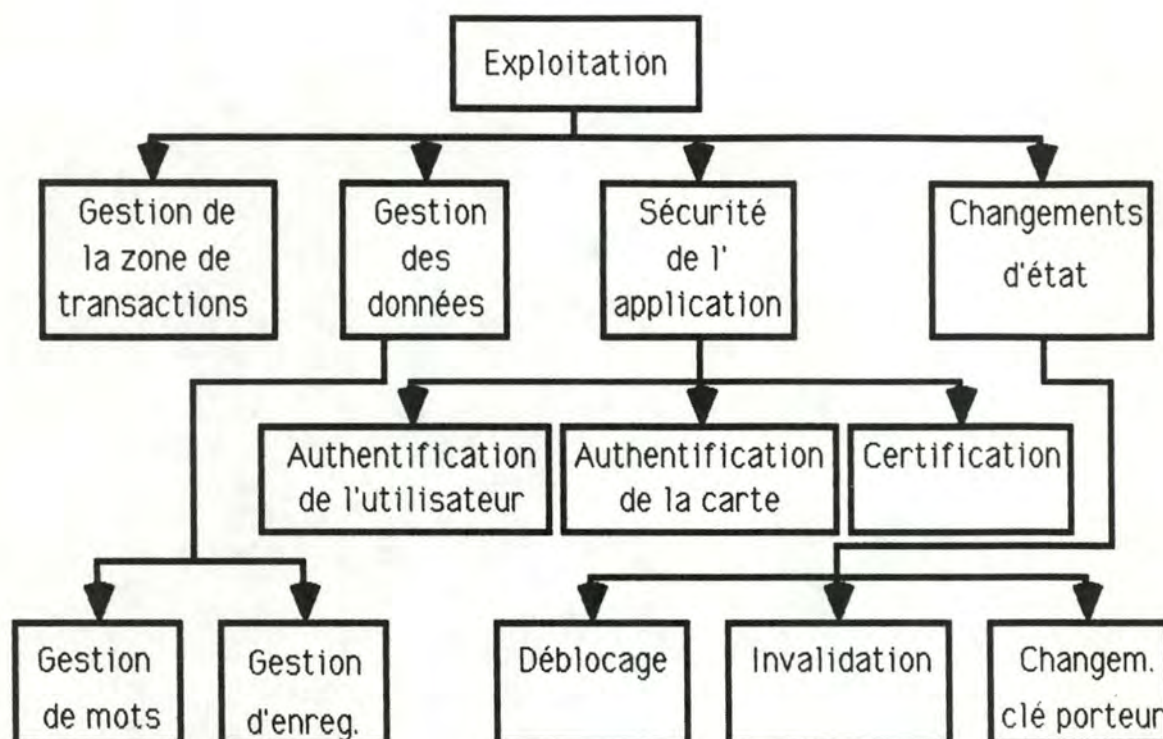 Exploitation
Gestion de
la zone de
transactions
Gestion
des
données
Sécurité
de l'
application
Changements
d'état
Authentification
de l'utilisateur
Authentification
de la carte
Certification
Gestion
de mots
Gestion
d'enreg.
Déblocage
Invalidation
Changem.
clé porteur